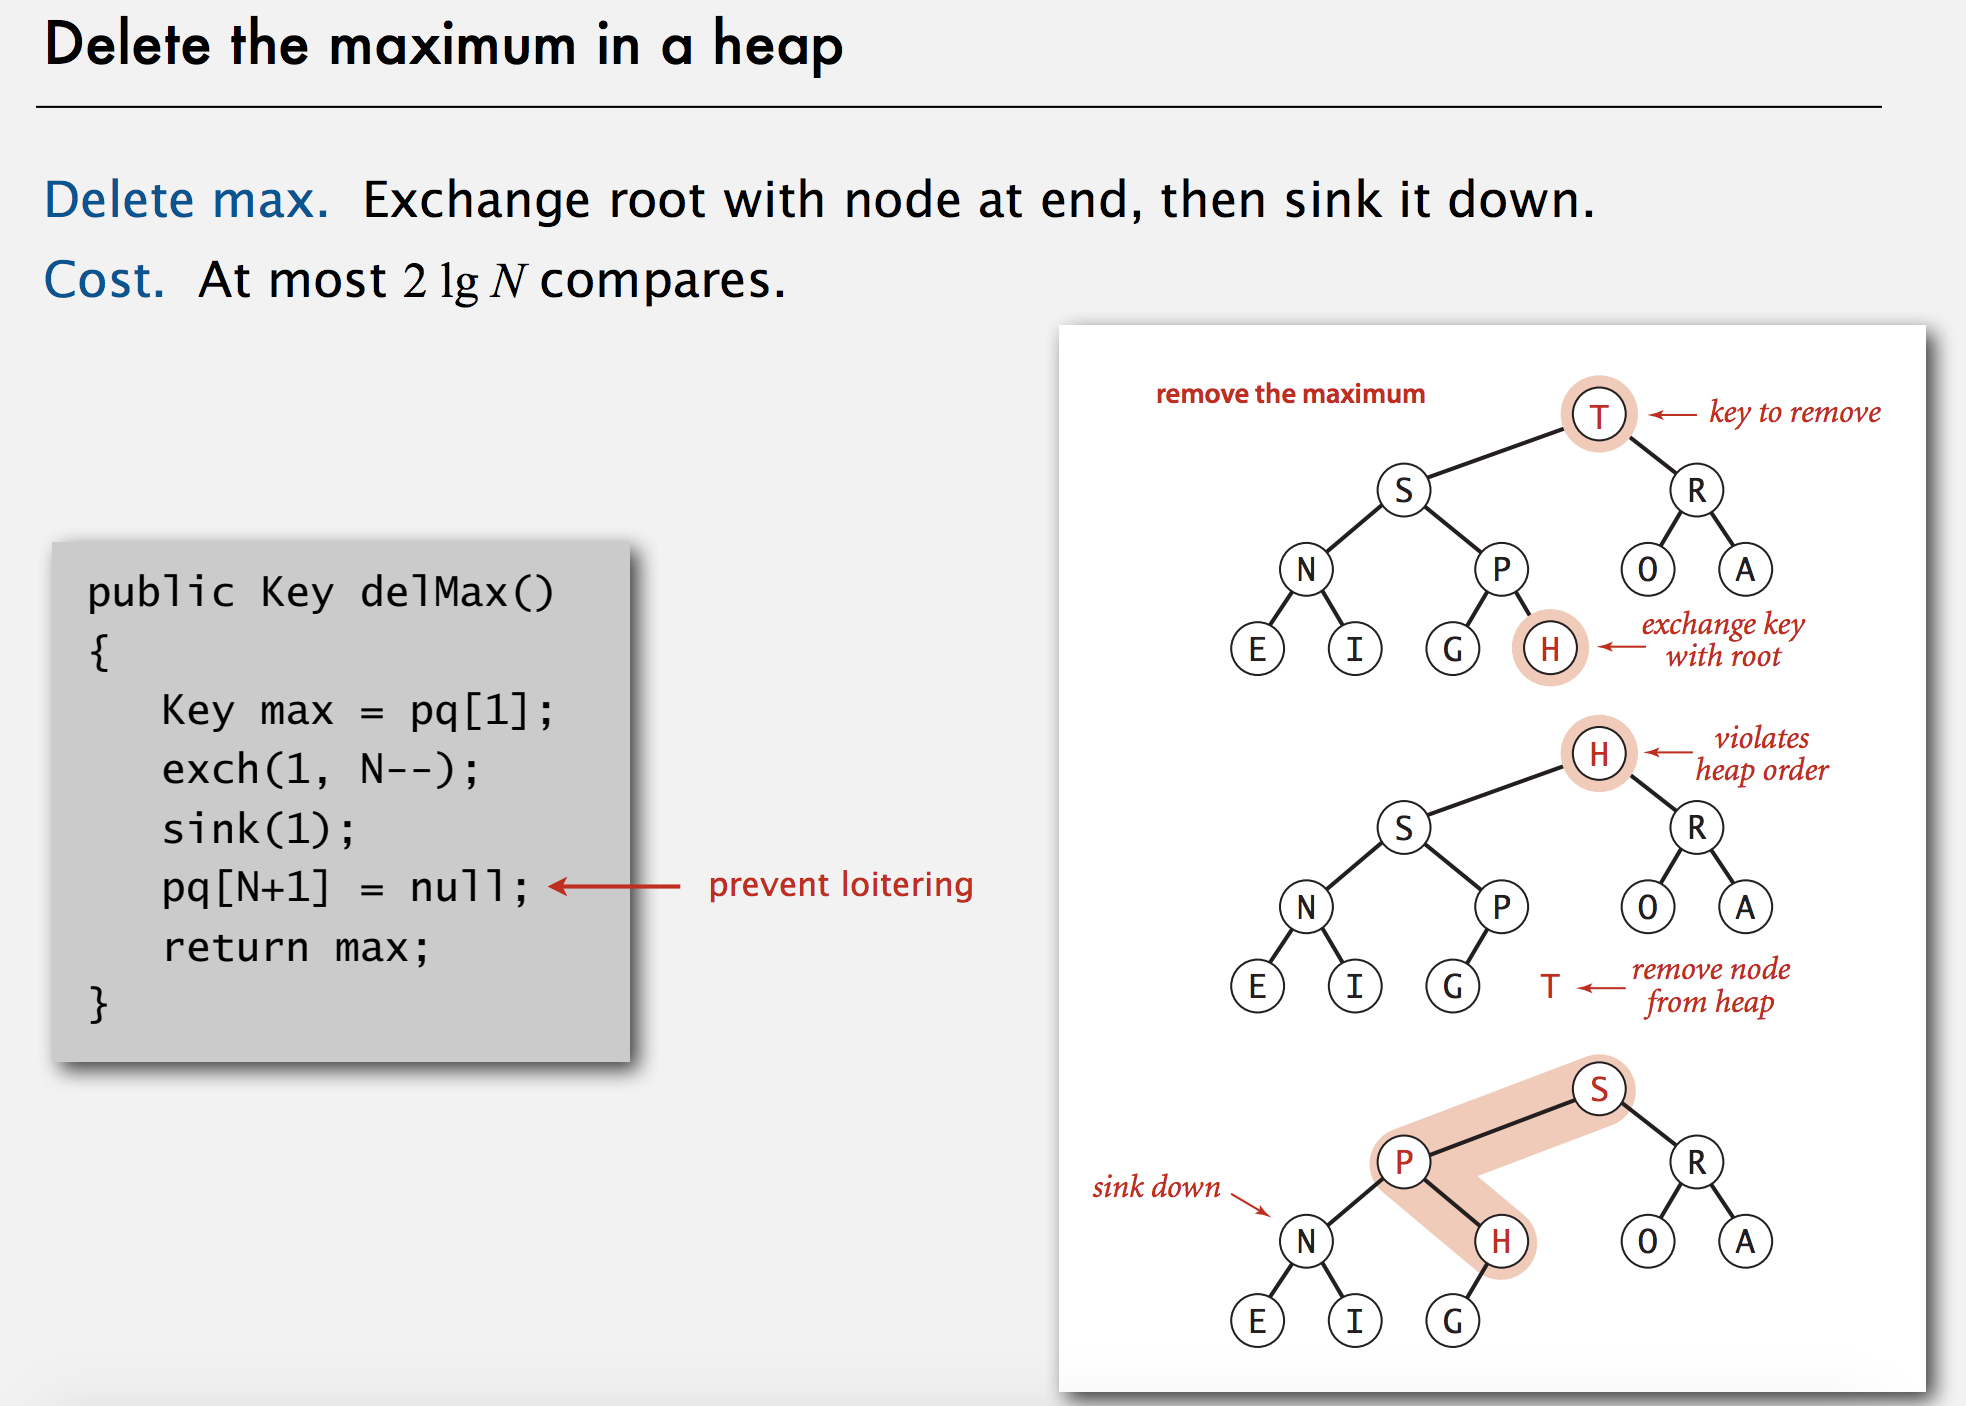 Delete the maximum in a heap
Delete max. Exchange root with node at end, then sink it down.
Cost. At most 2 lg N compares.
public Key delMax()
{
Key max = pq[1];
exch(1, N--);
sink(1);
pq[N+1] = null;
return max;
}
prevent loitering
remove the maximum
T
key to remove
S R
N P O A
E I G H
exchange key
with root
H
violates
heap order
S R
N P O A
E I G T
remove node
from heap
S
P R
sink down
N H O A
E I G